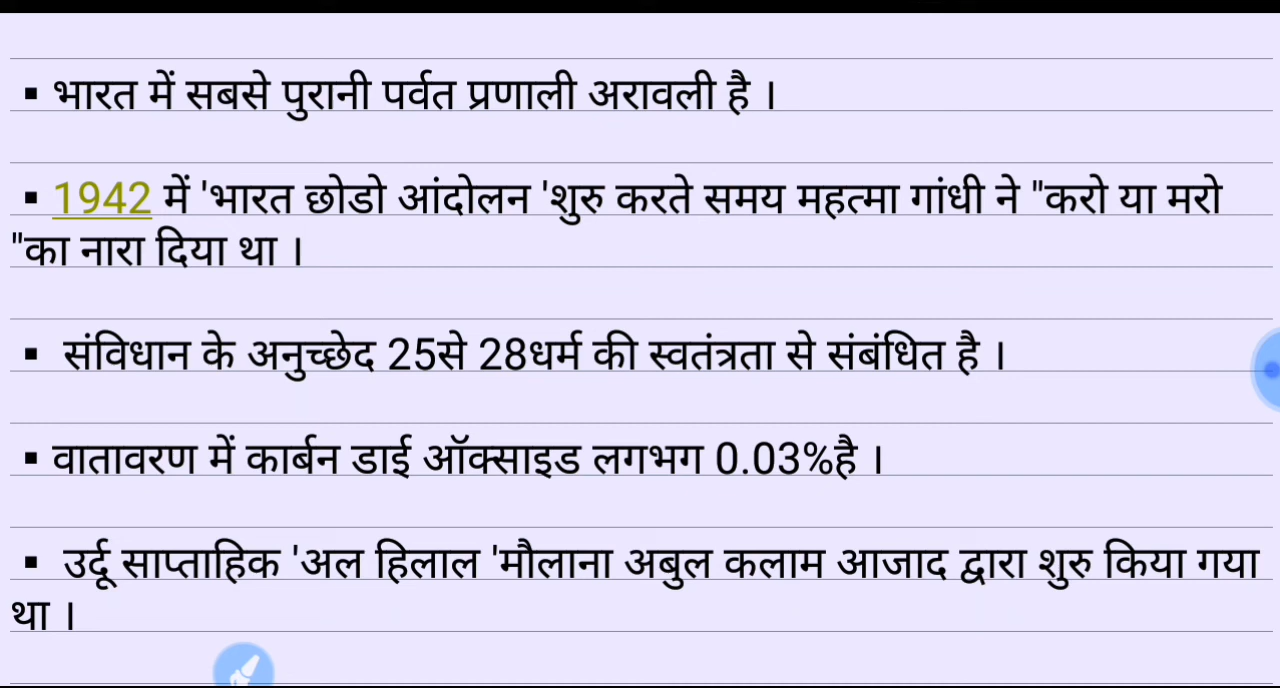 ▪ भारत में सबसे पुरानी पर्वत प्रणाली अरावली है ।
▪ 1942 में 'भारत छोडो आंदोलन 'शुरु करते समय महत्मा गांधी ने "करो या मरो
"का नारा दिया था ।
▪ संविधान के अनुच्छेद 25से 28धर्म की स्वतंत्रता से संबंधित है ।
▪ वातावरण में कार्बन डाई ऑक्साइड लगभग 0.03%है ।
▪ उर्दू साप्ताहिक 'अल हिलाल 'मौलाना अबुल कलाम आजाद द्वारा शुरु किया गया
था ।